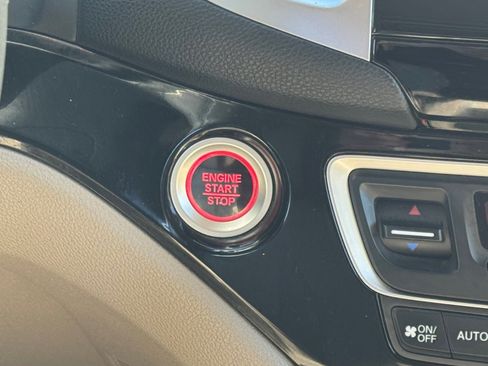 ENGINE
START
STOP
ON/
OFF
AUTO